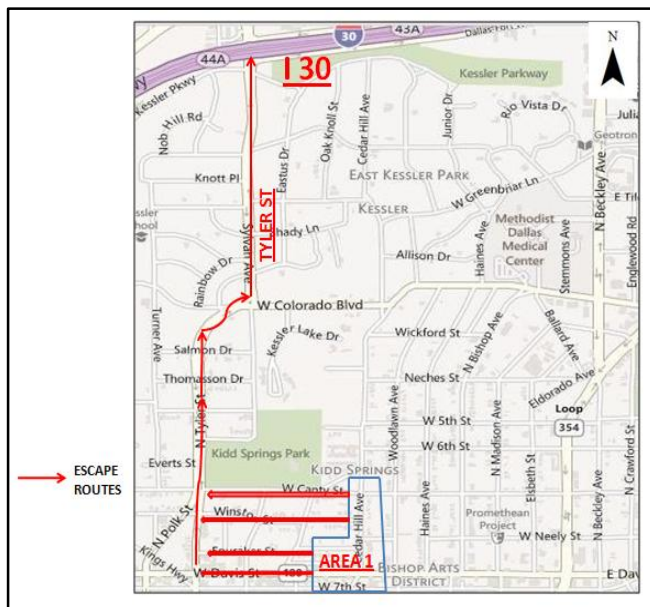 43A
30
Dallas-Fort
44A
N
I 30
Kessler Pkwy
Kessler Parkway
Nob Hill Rd
Oak Knoll St
Cedar Hill Ave
Junior Dr
Rio Vista Dr
Julia
Geotron
Eastus Dr
Knott Pl
EAST KESSLER PARK
W Greenbriar Ln
KESSLER
N Beckley Ave
E
Methodist
Dallas
Medical
Center
TYLER ST
Sylvan Ave
hady Ln
Haines Ave
Stemmons Ave
Englewood Rd
Allison Dr
Rainbow Dr
W Colorado Blvd
Turner Ave
Kessler Lake Dr
Wickford St
Ballard Ave
N Bishop Ave
Salmon Dr
Neches St
Thomasson Dr
Eldorado Ave
Woodlawn Ave
W 5th St
Loop
354
N Tyler St
W 6th St
N Madison Ave
Kidd Springs Park
Everts St
KIDD SPRINGS
Elsbeth St
N Crawford St
ESCAPE
ROUTES
W Canty St
N Polk St
Cedar Hill Ave
Haines Ave
Promethean
Project
N Beckley Ave
W Neely St
Kings Hwy
AREA 1
W Davis St
180
BISHOP ARTS
DISTRICT
E Dav
W 7th St